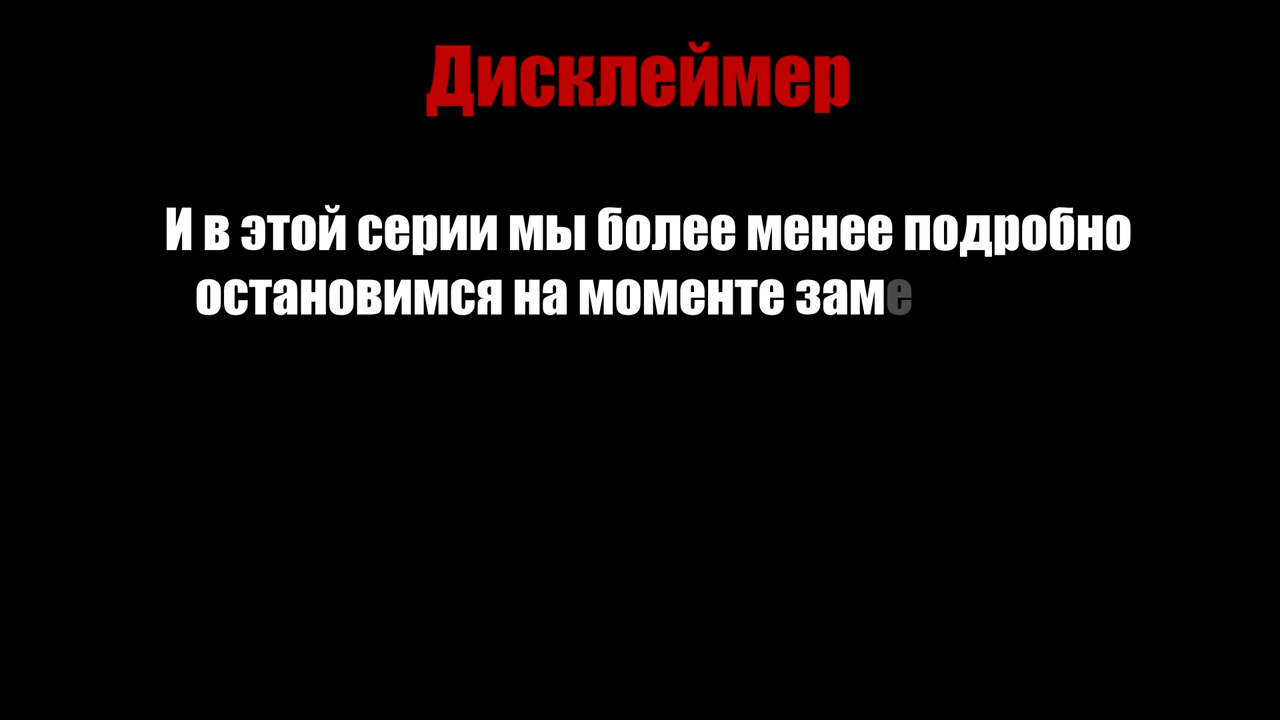 Дисклеймер
И в этой серии мы более менее подробно
остановимся на моменте заме